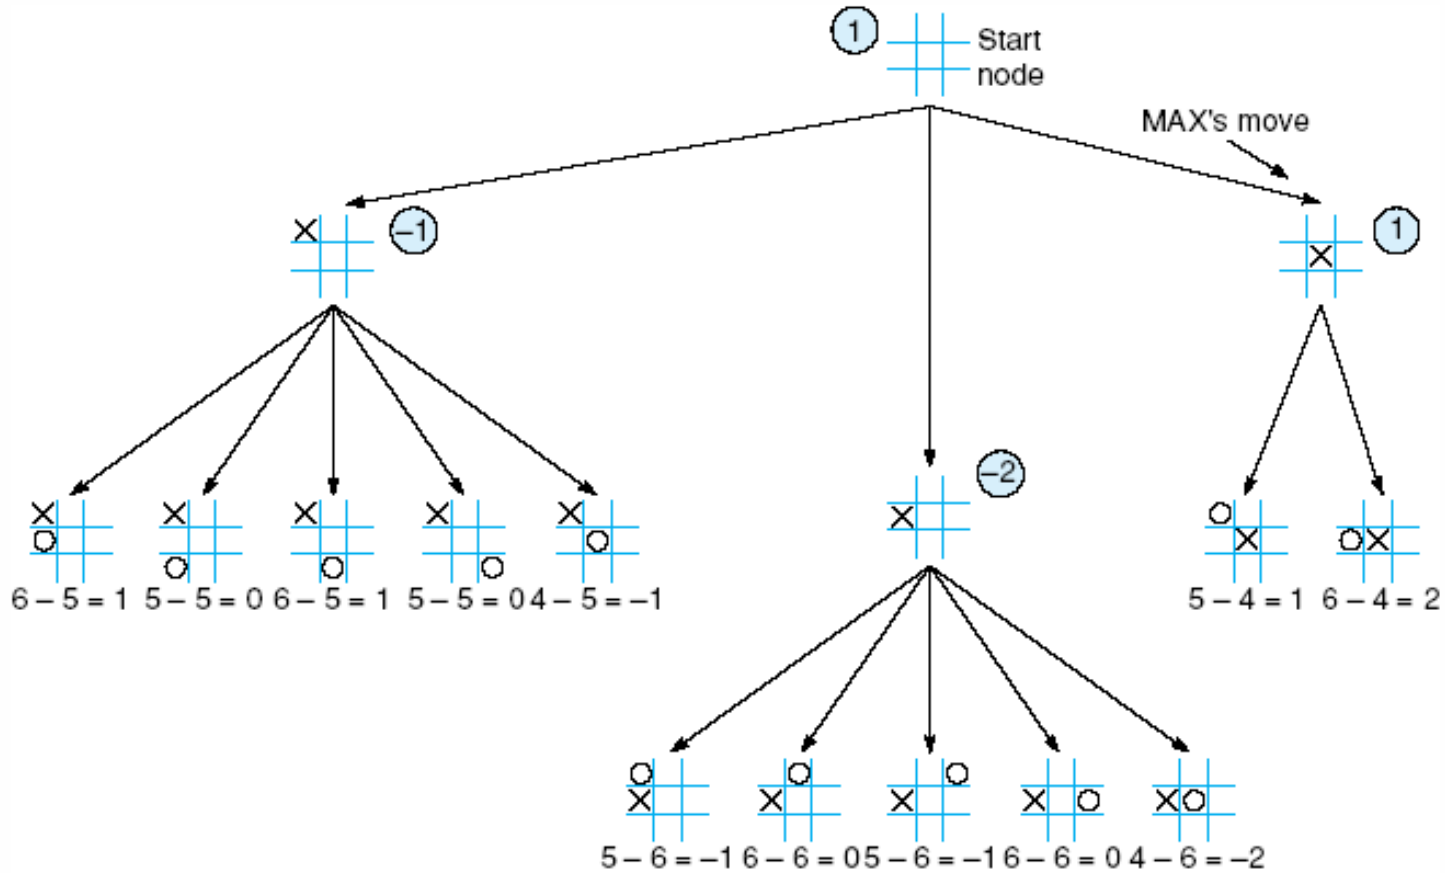 1
Start
node
MAX's move
–1
1
–2
6 – 5 = 1 5 – 5 = 0 6 – 5 = 1 5 – 5 = 0 4 – 5 = –1
5 – 4 = 1 6 – 4 = 2
5 – 6 = –1 6 – 6 = 0 5 – 6 = –1 6 – 6 = 0 4 – 6 = –2